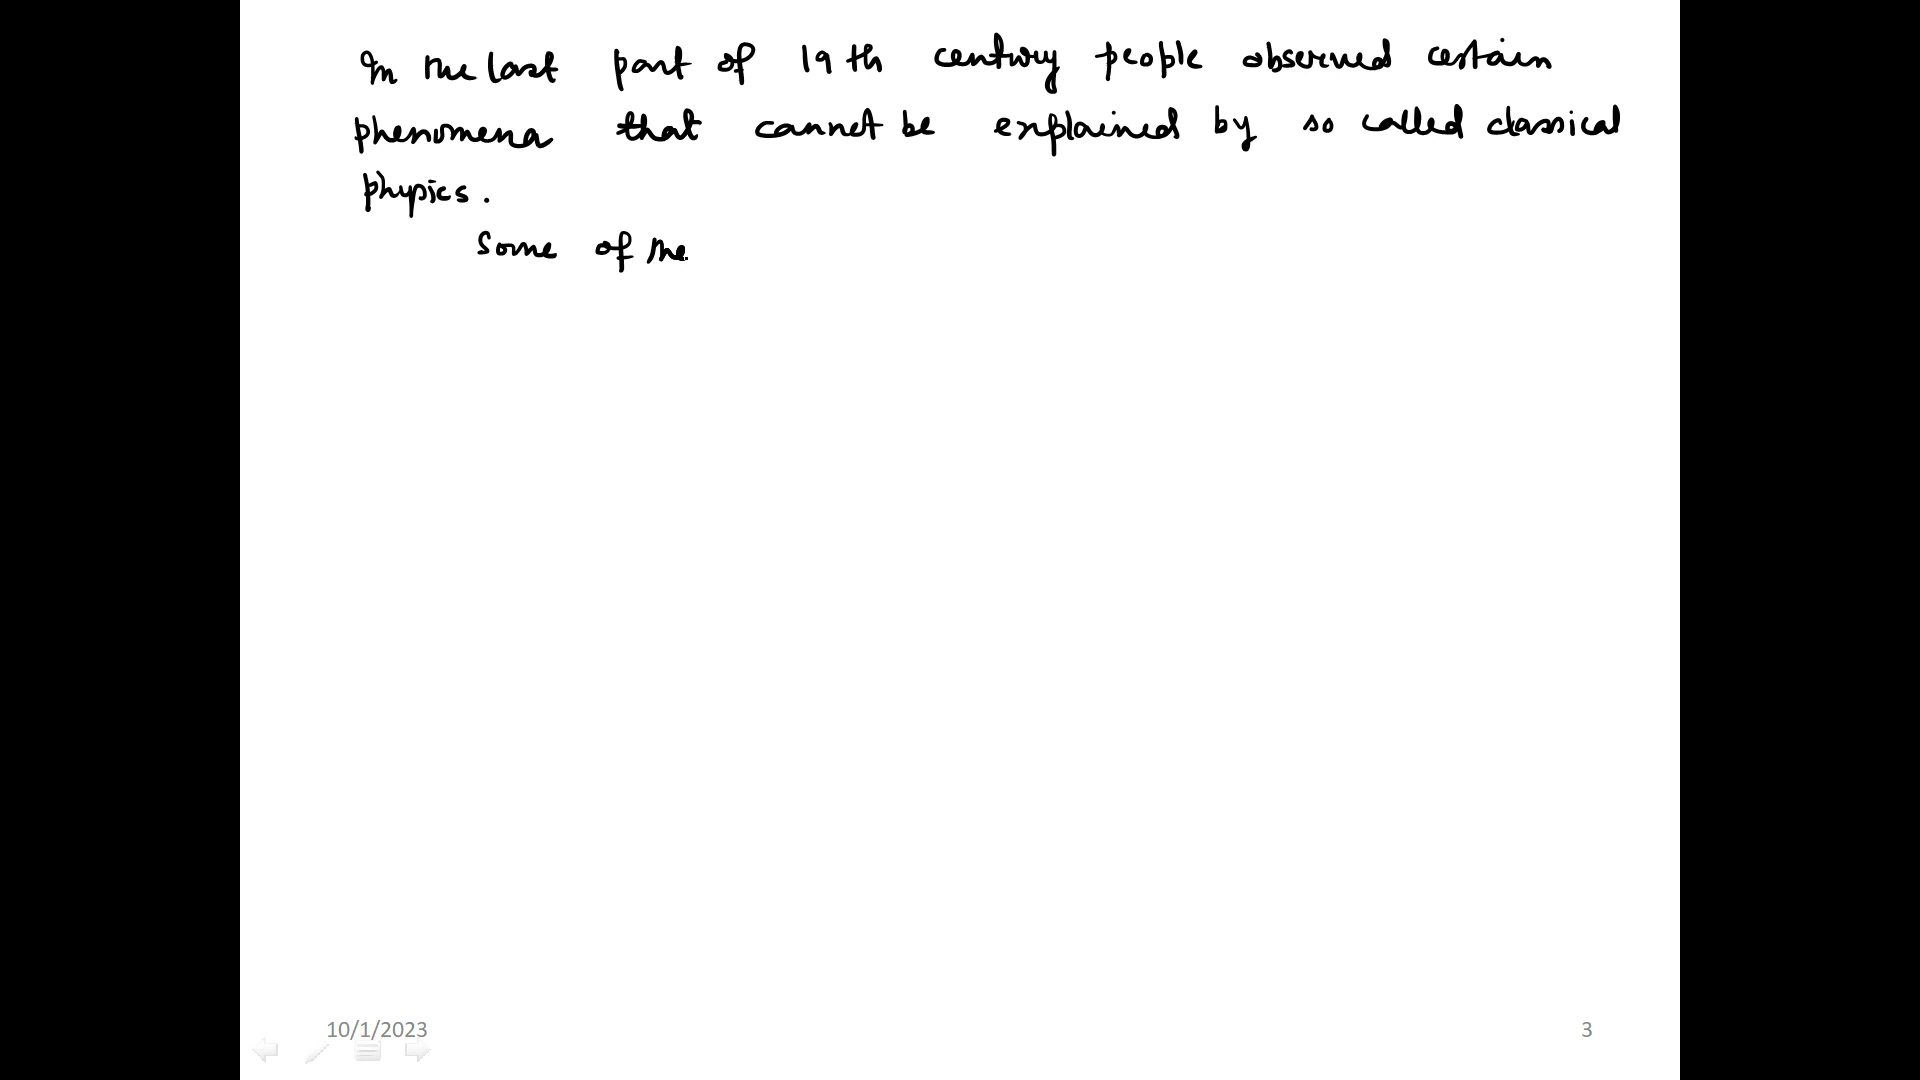 In the last part of 19th century people observed certain
phenomena that cannot be explained by so called classical
physics.
Some of the
10/1/2023
3